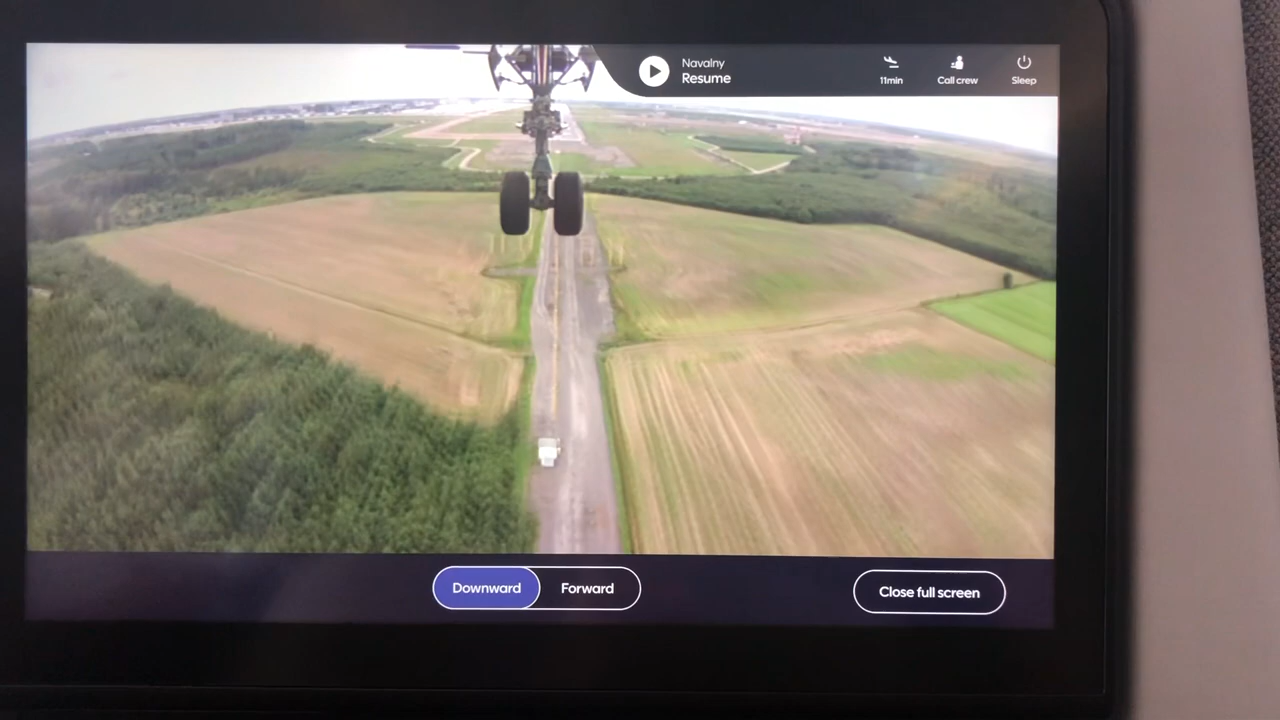 Navalny
Resume
11min
Call crew
Sleep
Downward
Forward
Close full screen